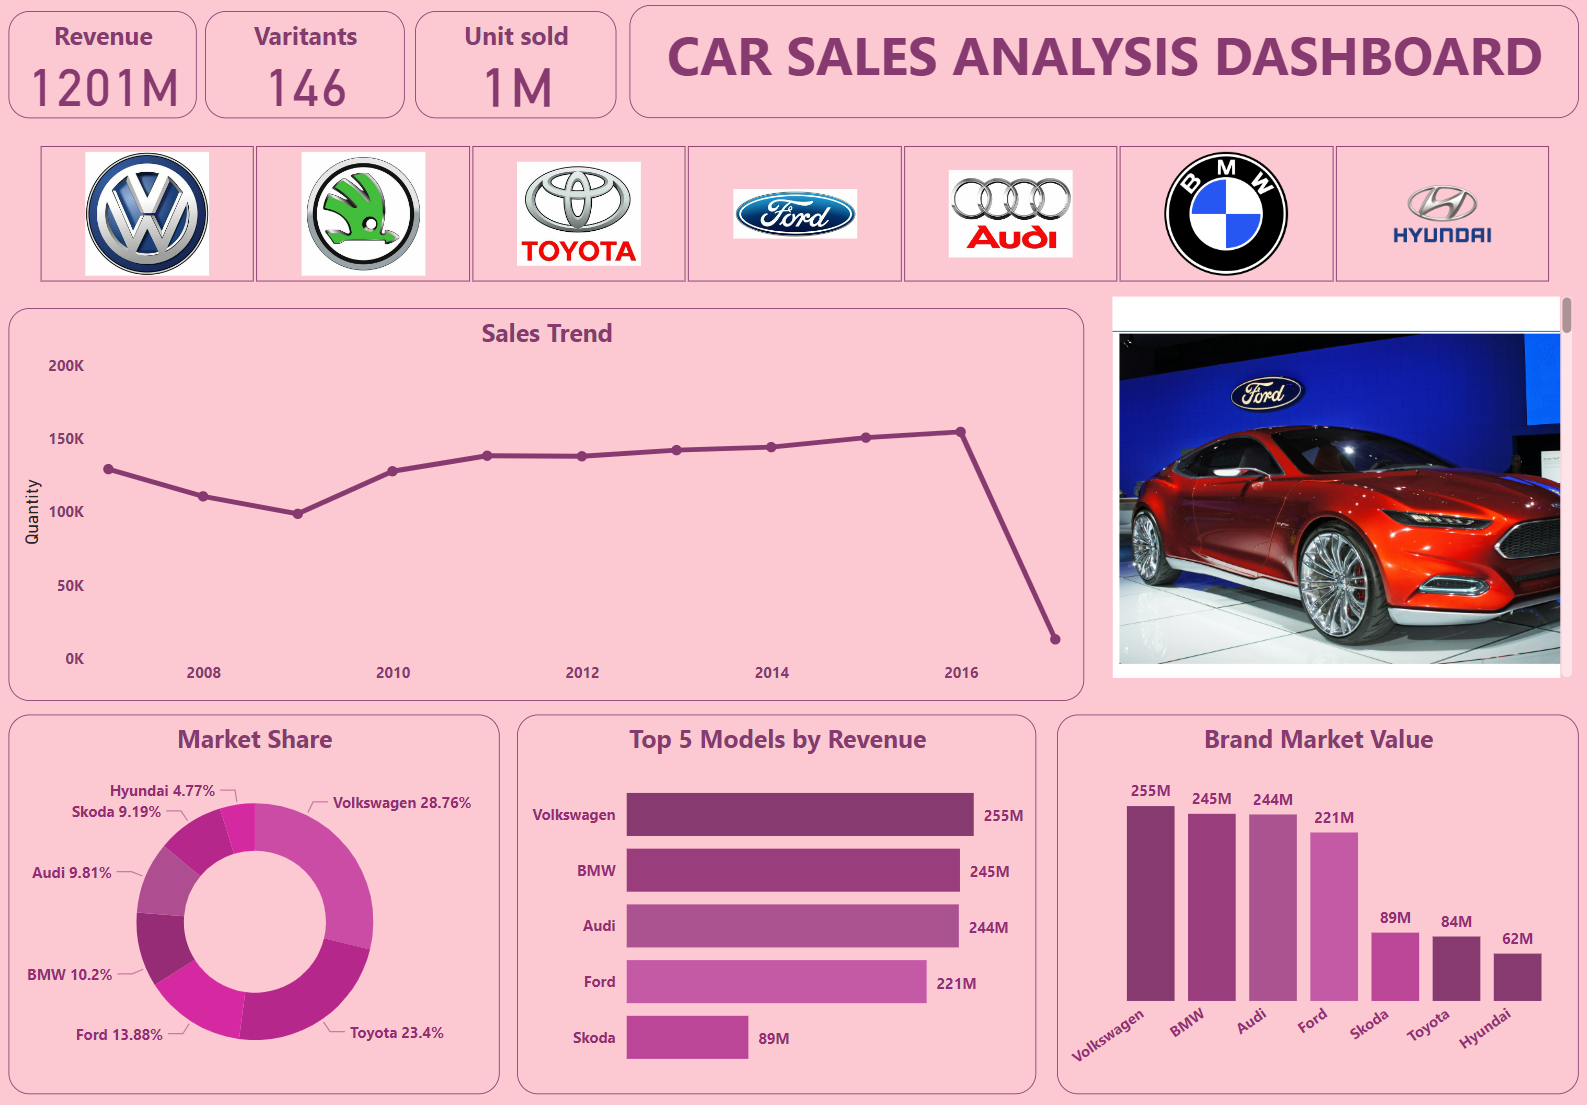 Revenue
1201M
Varitants
146
Unit sold
1M
CAR SALES ANALYSIS DASHBOARD
TOYOTA
Ford
Audi
BMW
HYUNDAI
Sales Trend
200K
150K
100K
50K
0K
Quantity
2008
2010
2012
2014
2016
Ford
Market Share
Hyundai 4.77%
Skoda 9.19%
Audi 9.81%
BMW 10.2%
Ford 13.88%
Volkswagen 28.76%
Toyota 23.4%
Top 5 Models by Revenue
Volkswagen 255M
BMW 245M
Audi 244M
Ford 221M
Skoda 89M
Brand Market Value
255M
245M
244M
221M
89M
84M
62M
Volkswagen
BMW
Audi
Ford
Skoda
Toyota
Hyundai